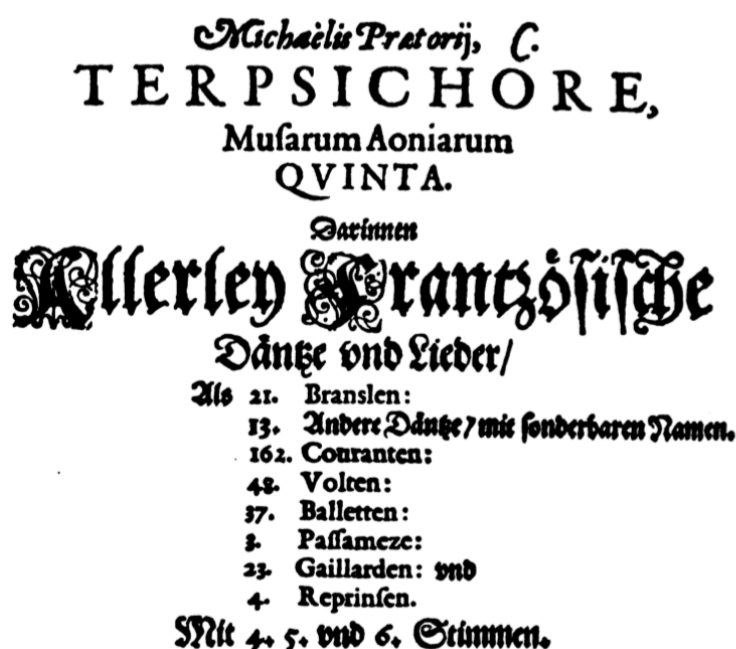 Michaëlis Prætorij, C.
TERPSICHORE,
Muſarum Aoniarum
QVINTA.
Darinnen
Allerley Frantzöſiſche
Däntze vnd Lieder/
Als 21. Branslen:
13. Andere Däntze / mit ſonderbaren Namen.
162. Couranten:
48. Volten:
37. Balletten:
3. Paſſameze:
23. Gaillarden: vnd
4. Reprinſen.
Mit 4. 5. vnd 6. Stimmen.